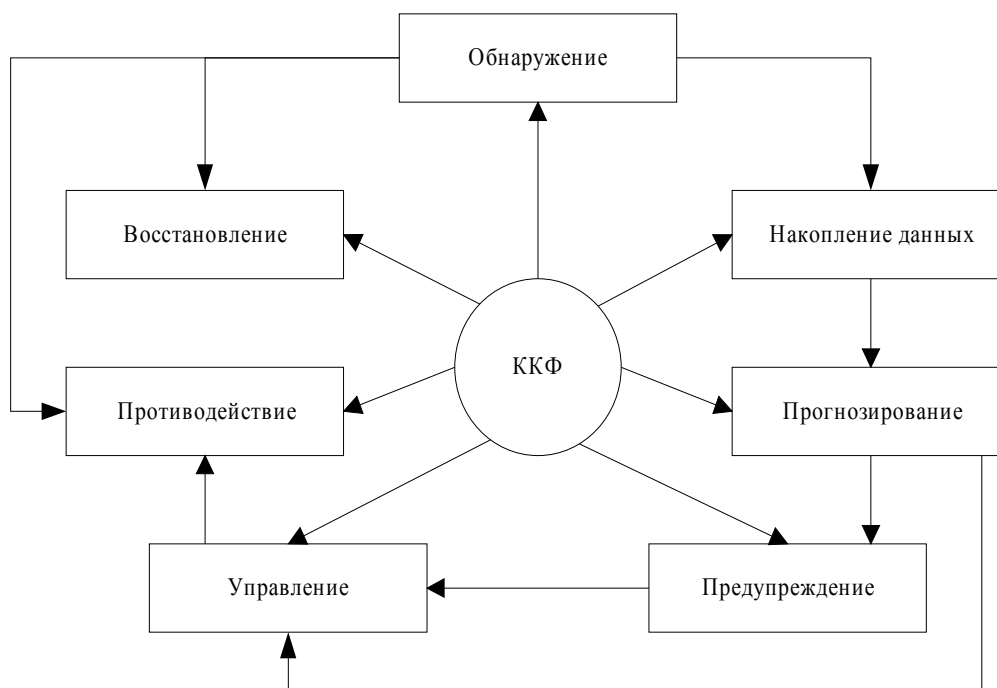 Обнаружение
Восстановление
Накопление данных
ККФ
Противодействие
Прогнозирование
Управление
Предупреждение